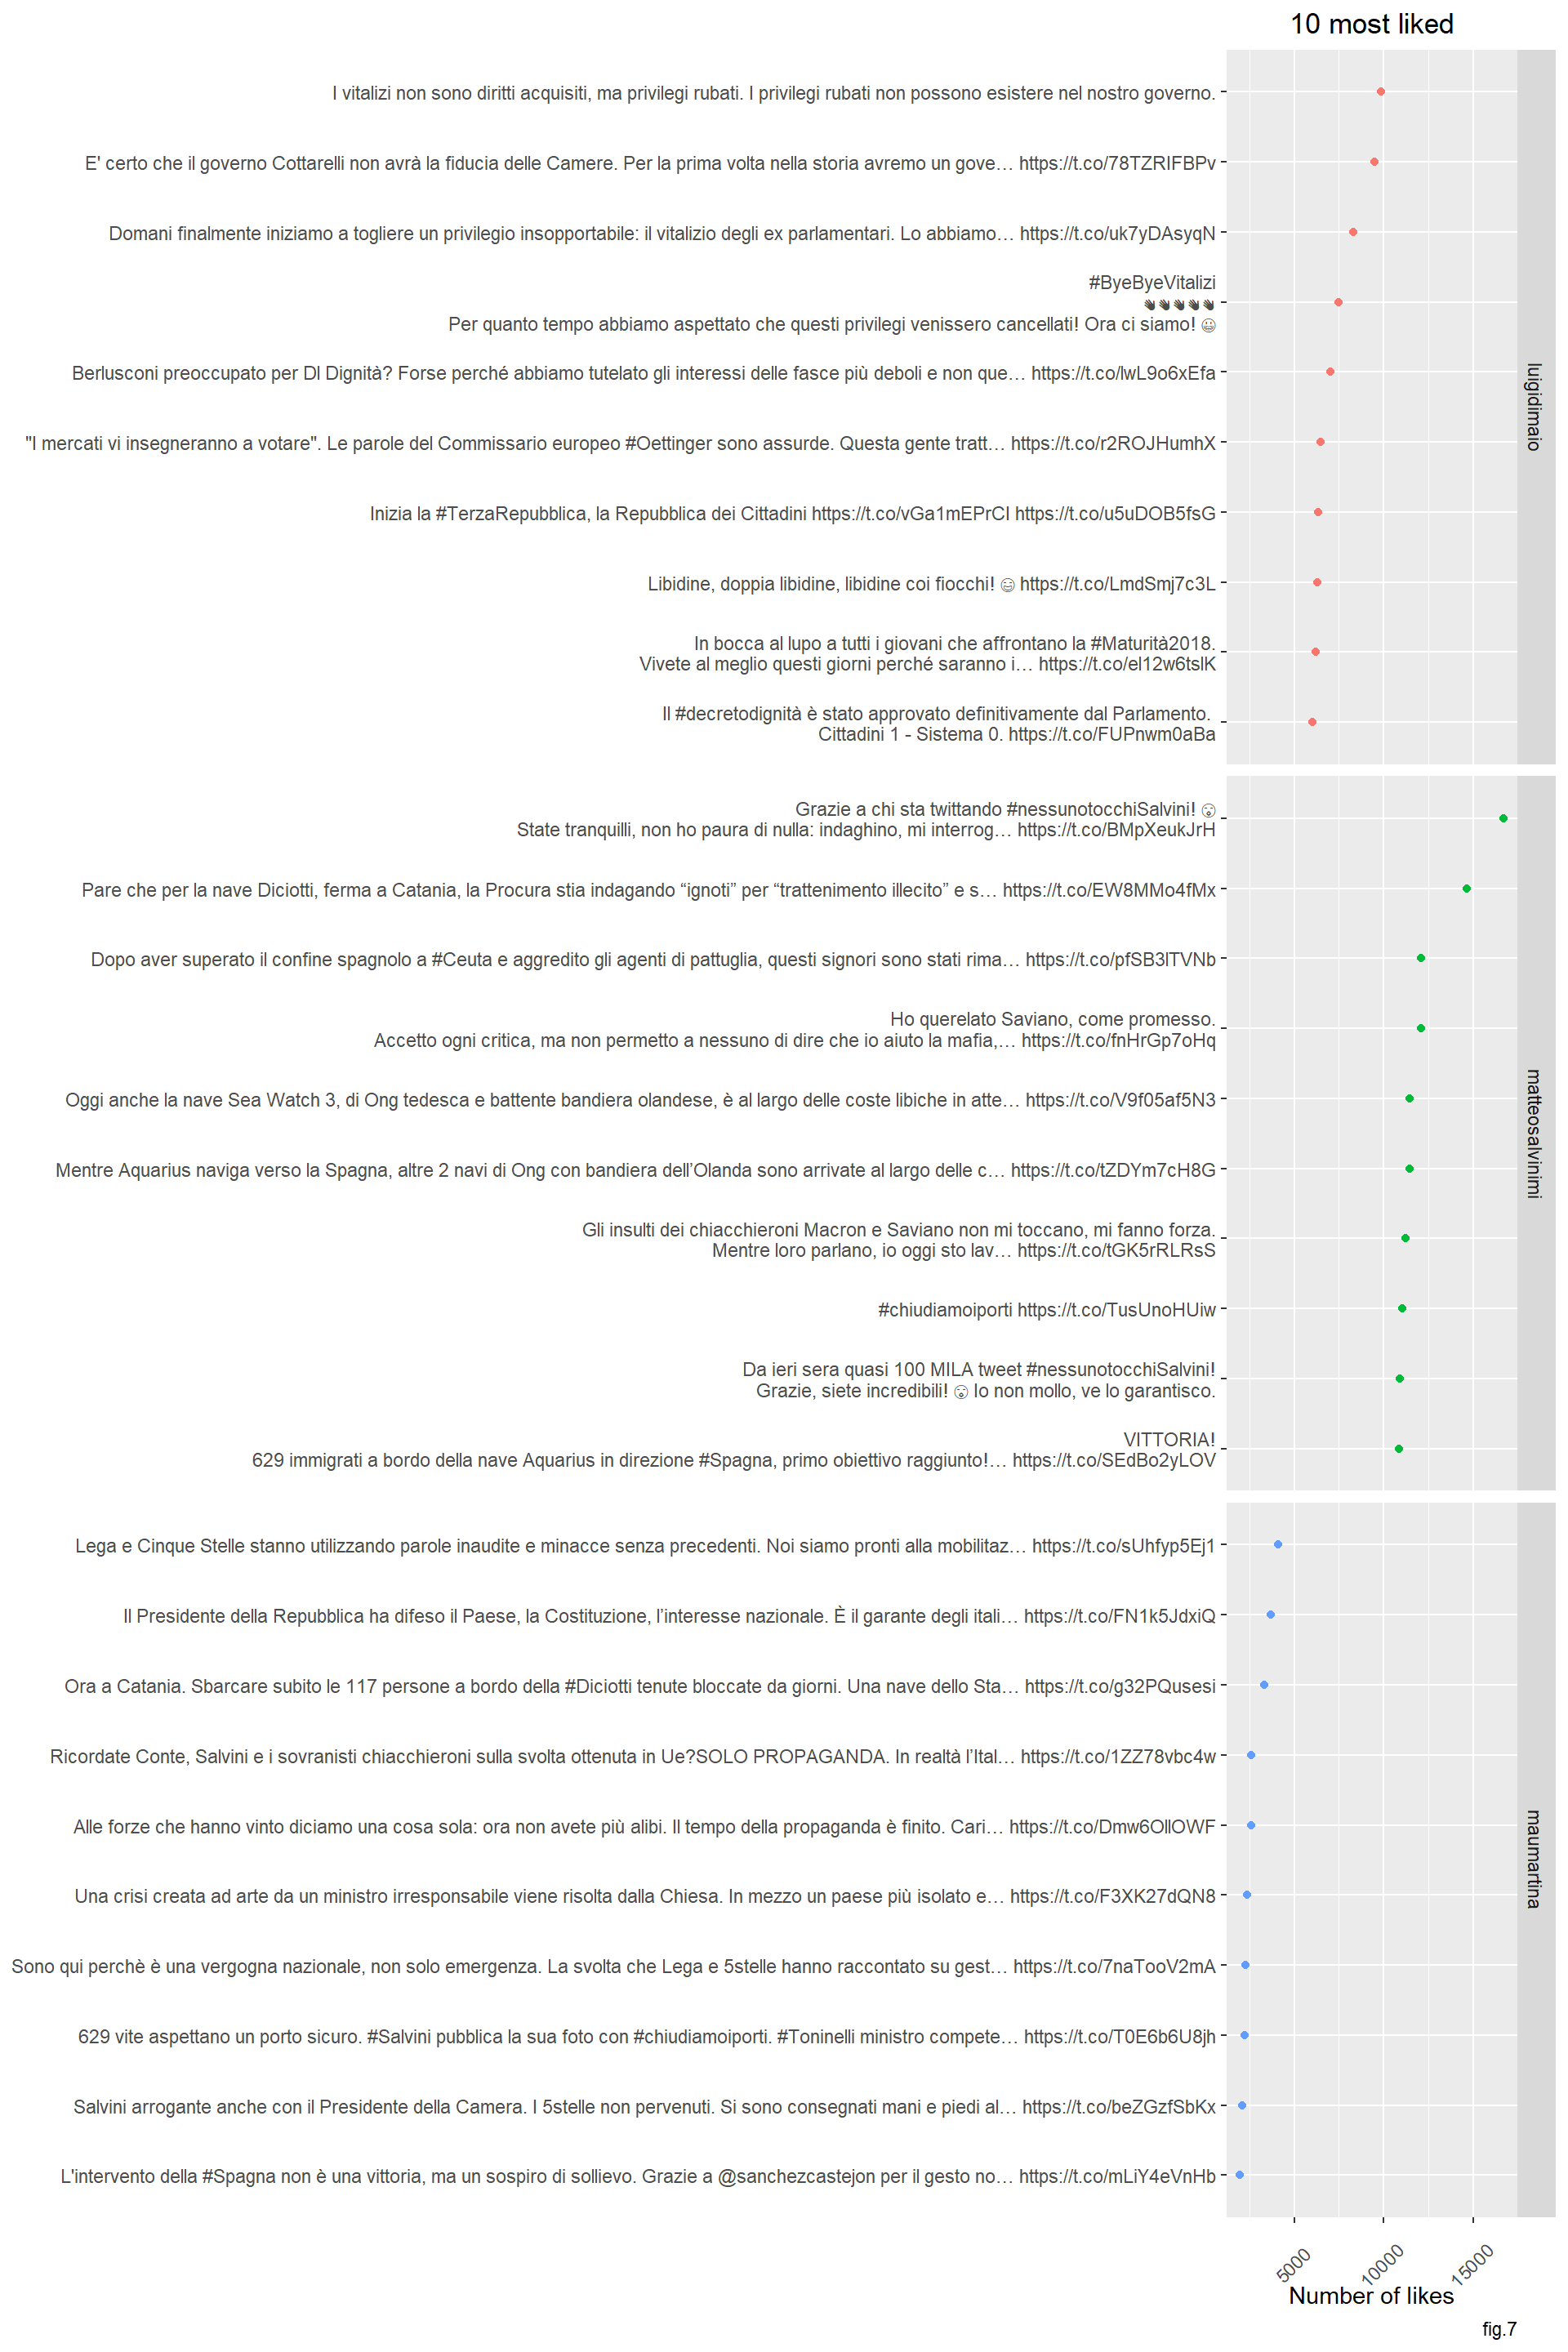 10 most liked
I vitalizi non sono diritti acquisiti, ma privilegi rubati. I privilegi rubati non possono esistere nel nostro governo.
E' certo che il governo Cottarelli non avrà la fiducia delle Camere. Per la prima volta nella storia avremo un gove… https://t.co/78TZRIFBPv
Domani finalmente iniziamo a togliere un privilegio insopportabile: il vitalizio degli ex parlamentari. Lo abbiamo… https://t.co/uk7yDAsyqN
#ByeByeVitalizi
👋👋👋👋👋
Per quanto tempo abbiamo aspettato che questi privilegi venissero cancellati! Ora ci siamo! 😀
Berlusconi preoccupato per Dl Dignità? Forse perché abbiamo tutelato gli interessi delle fasce più deboli e non que… https://t.co/lwL9o6xEfa
"I mercati vi insegneranno a votare". Le parole del Commissario europeo #Oettinger sono assurde. Questa gente tratt… https://t.co/r2ROJHumhX
Inizia la #TerzaRepubblica, la Repubblica dei Cittadini https://t.co/vGa1mEPrCl https://t.co/u5uDOB5fsG
Libidine, doppia libidine, libidine coi fiocchi! 😄 https://t.co/LmdSmj7c3L
In bocca al lupo a tutti i giovani che affrontano la #Maturità2018.
Vivete al meglio questi giorni perché saranno i… https://t.co/el12w6tslK
Il #decretodignità è stato approvato definitivamente dal Parlamento.
Cittadini 1 - Sistema 0. https://t.co/FUPnwm0aBa
luigidimaio
Grazie a chi sta twittando #nessunotocchiSalvini! 😘
State tranquilli, non ho paura di nulla: indaghino, mi interrog… https://t.co/BMpXeukJrH
Pare che per la nave Diciotti, ferma a Catania, la Procura stia indagando “ignoti” per “trattenimento illecito” e s… https://t.co/EW8MMo4fMx
Dopo aver superato il confine spagnolo a #Ceuta e aggredito gli agenti di pattuglia, questi signori sono stati rima… https://t.co/pfSB3lTVNb
Ho querelato Saviano, come promesso.
Accetto ogni critica, ma non permetto a nessuno di dire che io aiuto la mafia,… https://t.co/fnHrGp7oHq
Oggi anche la nave Sea Watch 3, di Ong tedesca e battente bandiera olandese, è al largo delle coste libiche in atte… https://t.co/V9f05af5N3
Mentre Aquarius naviga verso la Spagna, altre 2 navi di Ong con bandiera dell’Olanda sono arrivate al largo delle c… https://t.co/tZDYm7cH8G
Gli insulti dei chiacchieroni Macron e Saviano non mi toccano, mi fanno forza.
Mentre loro parlano, io oggi sto lav… https://t.co/tGK5rRLRsS
#chiudiamoiporti https://t.co/TusUnoHUiw
Da ieri sera quasi 100 MILA tweet #nessunotocchiSalvini!
Grazie, siete incredibili! 😘 Io non mollo, ve lo garantisco.
VITTORIA!
629 immigrati a bordo della nave Aquarius in direzione #Spagna, primo obiettivo raggiunto!… https://t.co/SEdBo2yLOV
matteosalvinimi
Lega e Cinque Stelle stanno utilizzando parole inaudite e minacce senza precedenti. Noi siamo pronti alla mobilitaz… https://t.co/sUhfyp5Ej1
Il Presidente della Repubblica ha difeso il Paese, la Costituzione, l’interesse nazionale. È il garante degli itali… https://t.co/FN1k5JdxiQ
Ora a Catania. Sbarcare subito le 117 persone a bordo della #Diciotti tenute bloccate da giorni. Una nave dello Sta… https://t.co/g32PQusesi
Ricordate Conte, Salvini e i sovranisti chiacchieroni sulla svolta ottenuta in Ue?SOLO PROPAGANDA. In realtà l’Ital… https://t.co/1ZZ78vbc4w
Alle forze che hanno vinto diciamo una cosa sola: ora non avete più alibi. Il tempo della propaganda è finito. Cari… https://t.co/Dmw6OllOWF
Una crisi creata ad arte da un ministro irresponsabile viene risolta dalla Chiesa. In mezzo un paese più isolato e… https://t.co/F3XK27dQN8
Sono qui perchè è una vergogna nazionale, non solo emergenza. La svolta che Lega e 5stelle hanno raccontato su gest… https://t.co/7naTooV2mA
629 vite aspettano un porto sicuro. #Salvini pubblica la sua foto con #chiudiamoiporti. #Toninelli ministro compete… https://t.co/T0E6b6U8jh
Salvini arrogante anche con il Presidente della Camera. I 5stelle non pervenuti. Si sono consegnati mani e piedi al… https://t.co/beZGzfSbKx
L'intervento della #Spagna non è una vittoria, ma un sospiro di sollievo. Grazie a @sanchezcastejon per il gesto no… https://t.co/mLiY4eVnHb
maumartina
5000
10000
15000
Number of likes
fig.7